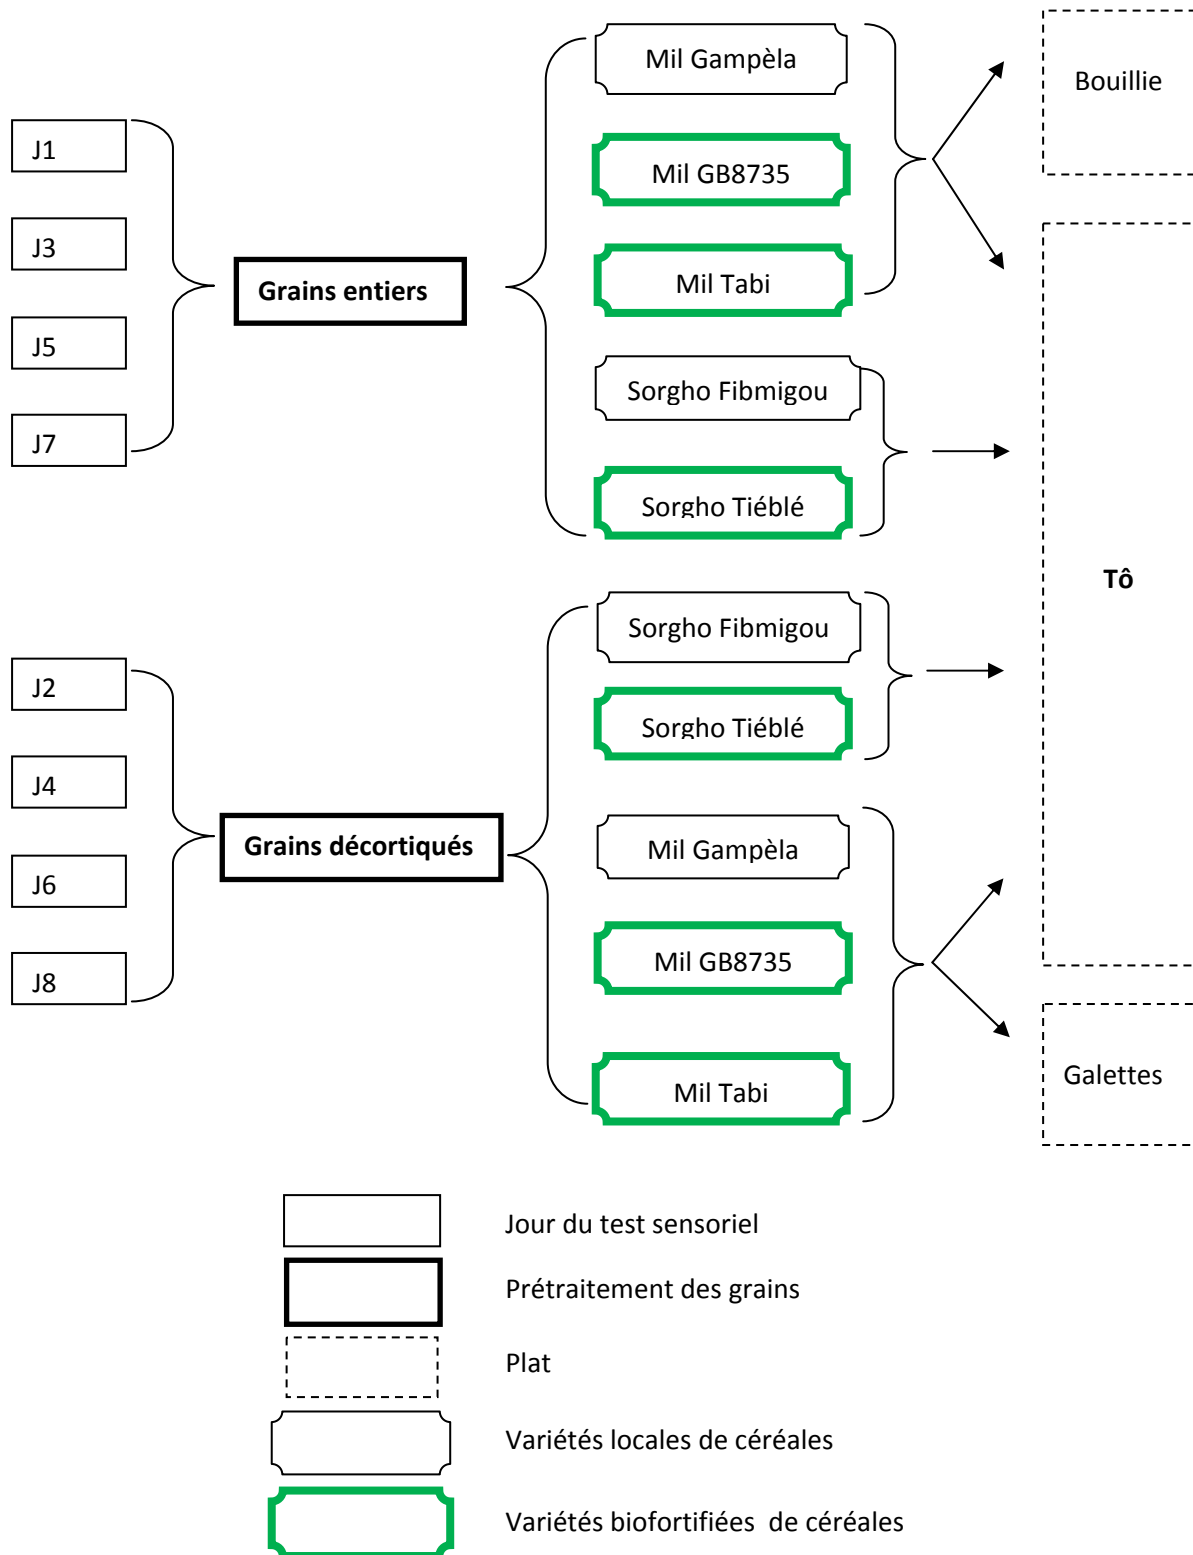 J1
J3
J5
J7
Grains entiers
Mil Gampèla
Mil GB8735
Mil Tabi
Sorgho Fibmigou
Sorgho Tiéblé
Bouillie
Tô
J2
J4
J6
J8
Grains décortiqués
Sorgho Fibmigou
Sorgho Tiéblé
Mil Gampèla
Mil GB8735
Mil Tabi
Galettes
Jour du test sensoriel
Prétraitement des grains
Plat
Variétés locales de céréales
Variétés biofortifiées de céréales